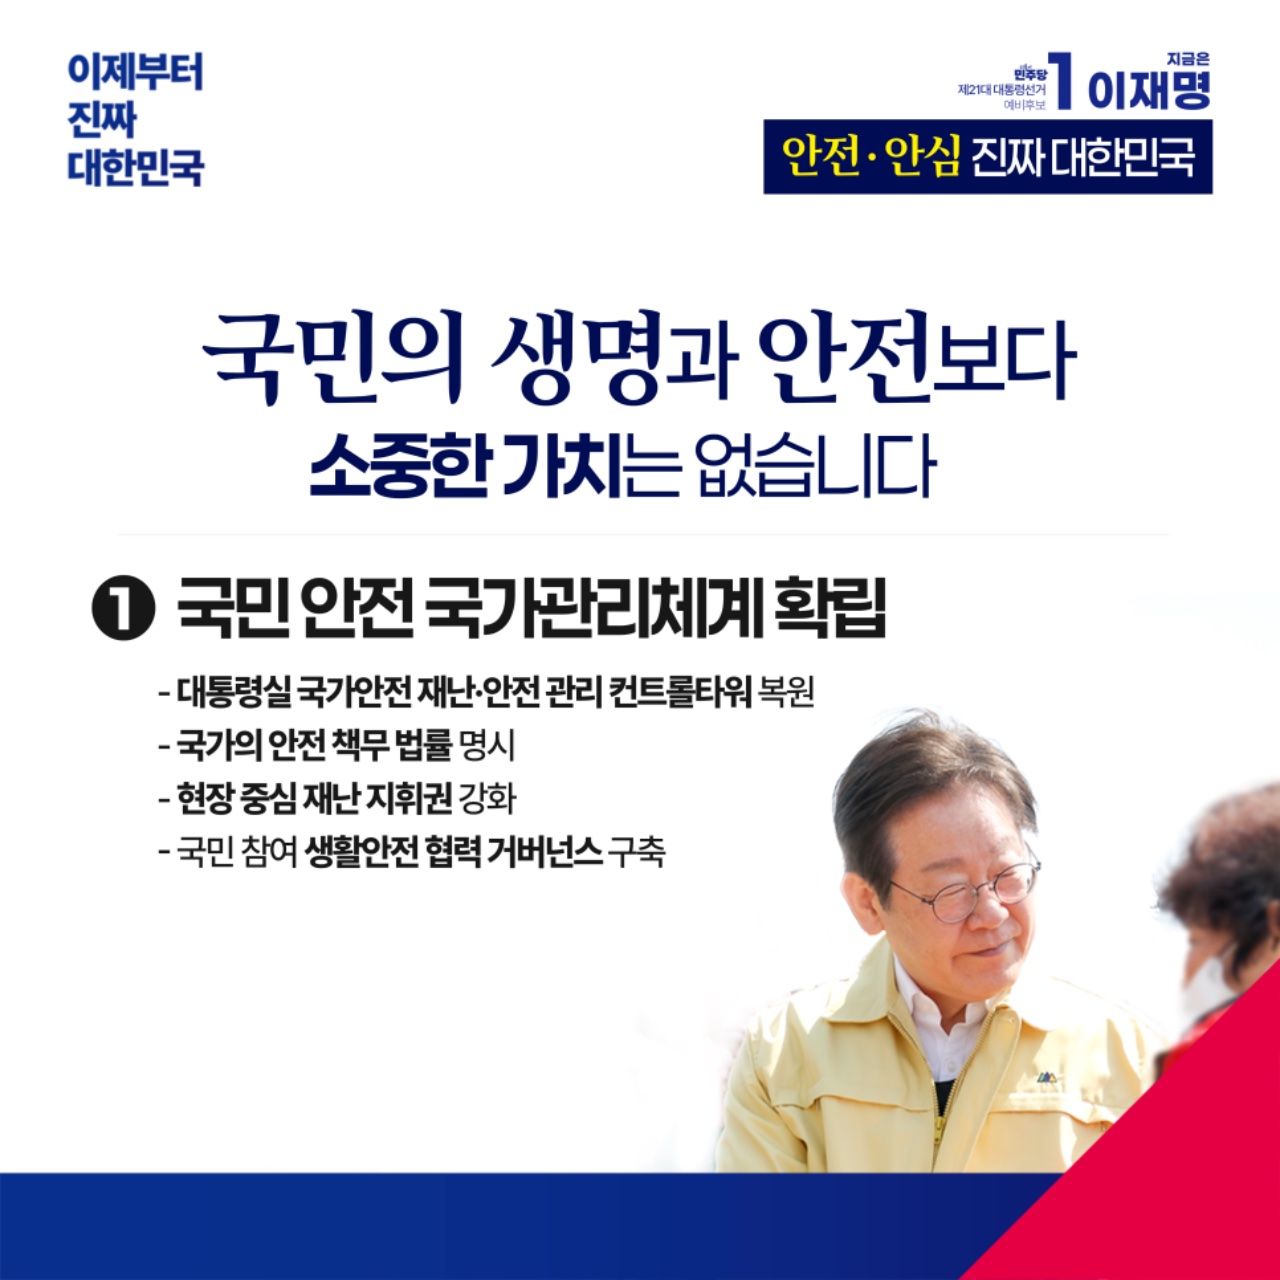 이제부터
진짜
대한민국
지금은
민주당
제21대 대통령선거
예비후보
1 이재명
안전·안심 진짜 대한민국
국민의 생명과 안전보다
소중한 가치는 없습니다
1 국민 안전 국가관리체계 확립
- 대통령실 국가안전 재난·안전 관리 컨트롤타워 복원
- 국가의 안전 책무 법률 명시
- 현장 중심 재난 지휘권 강화
- 국민 참여 생활안전 협력 거버넌스 구축